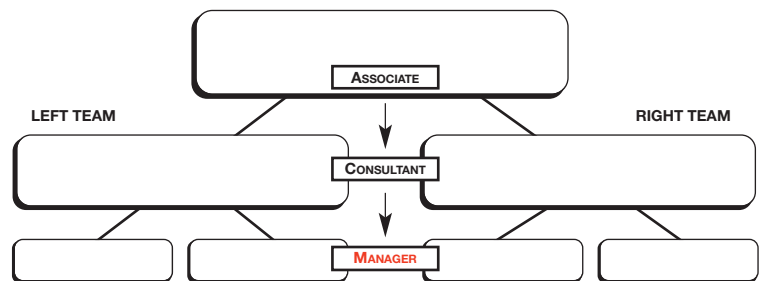 ASSOCIATE
LEFT TEAM
RIGHT TEAM
CONSULTANT
MANAGER